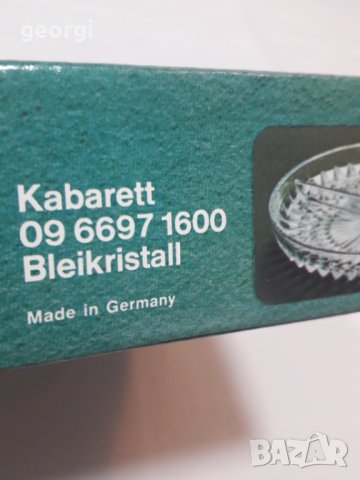 georgi
Kabarett
09 6697 1600
Bleikristall
Made in Germany
BAZAR